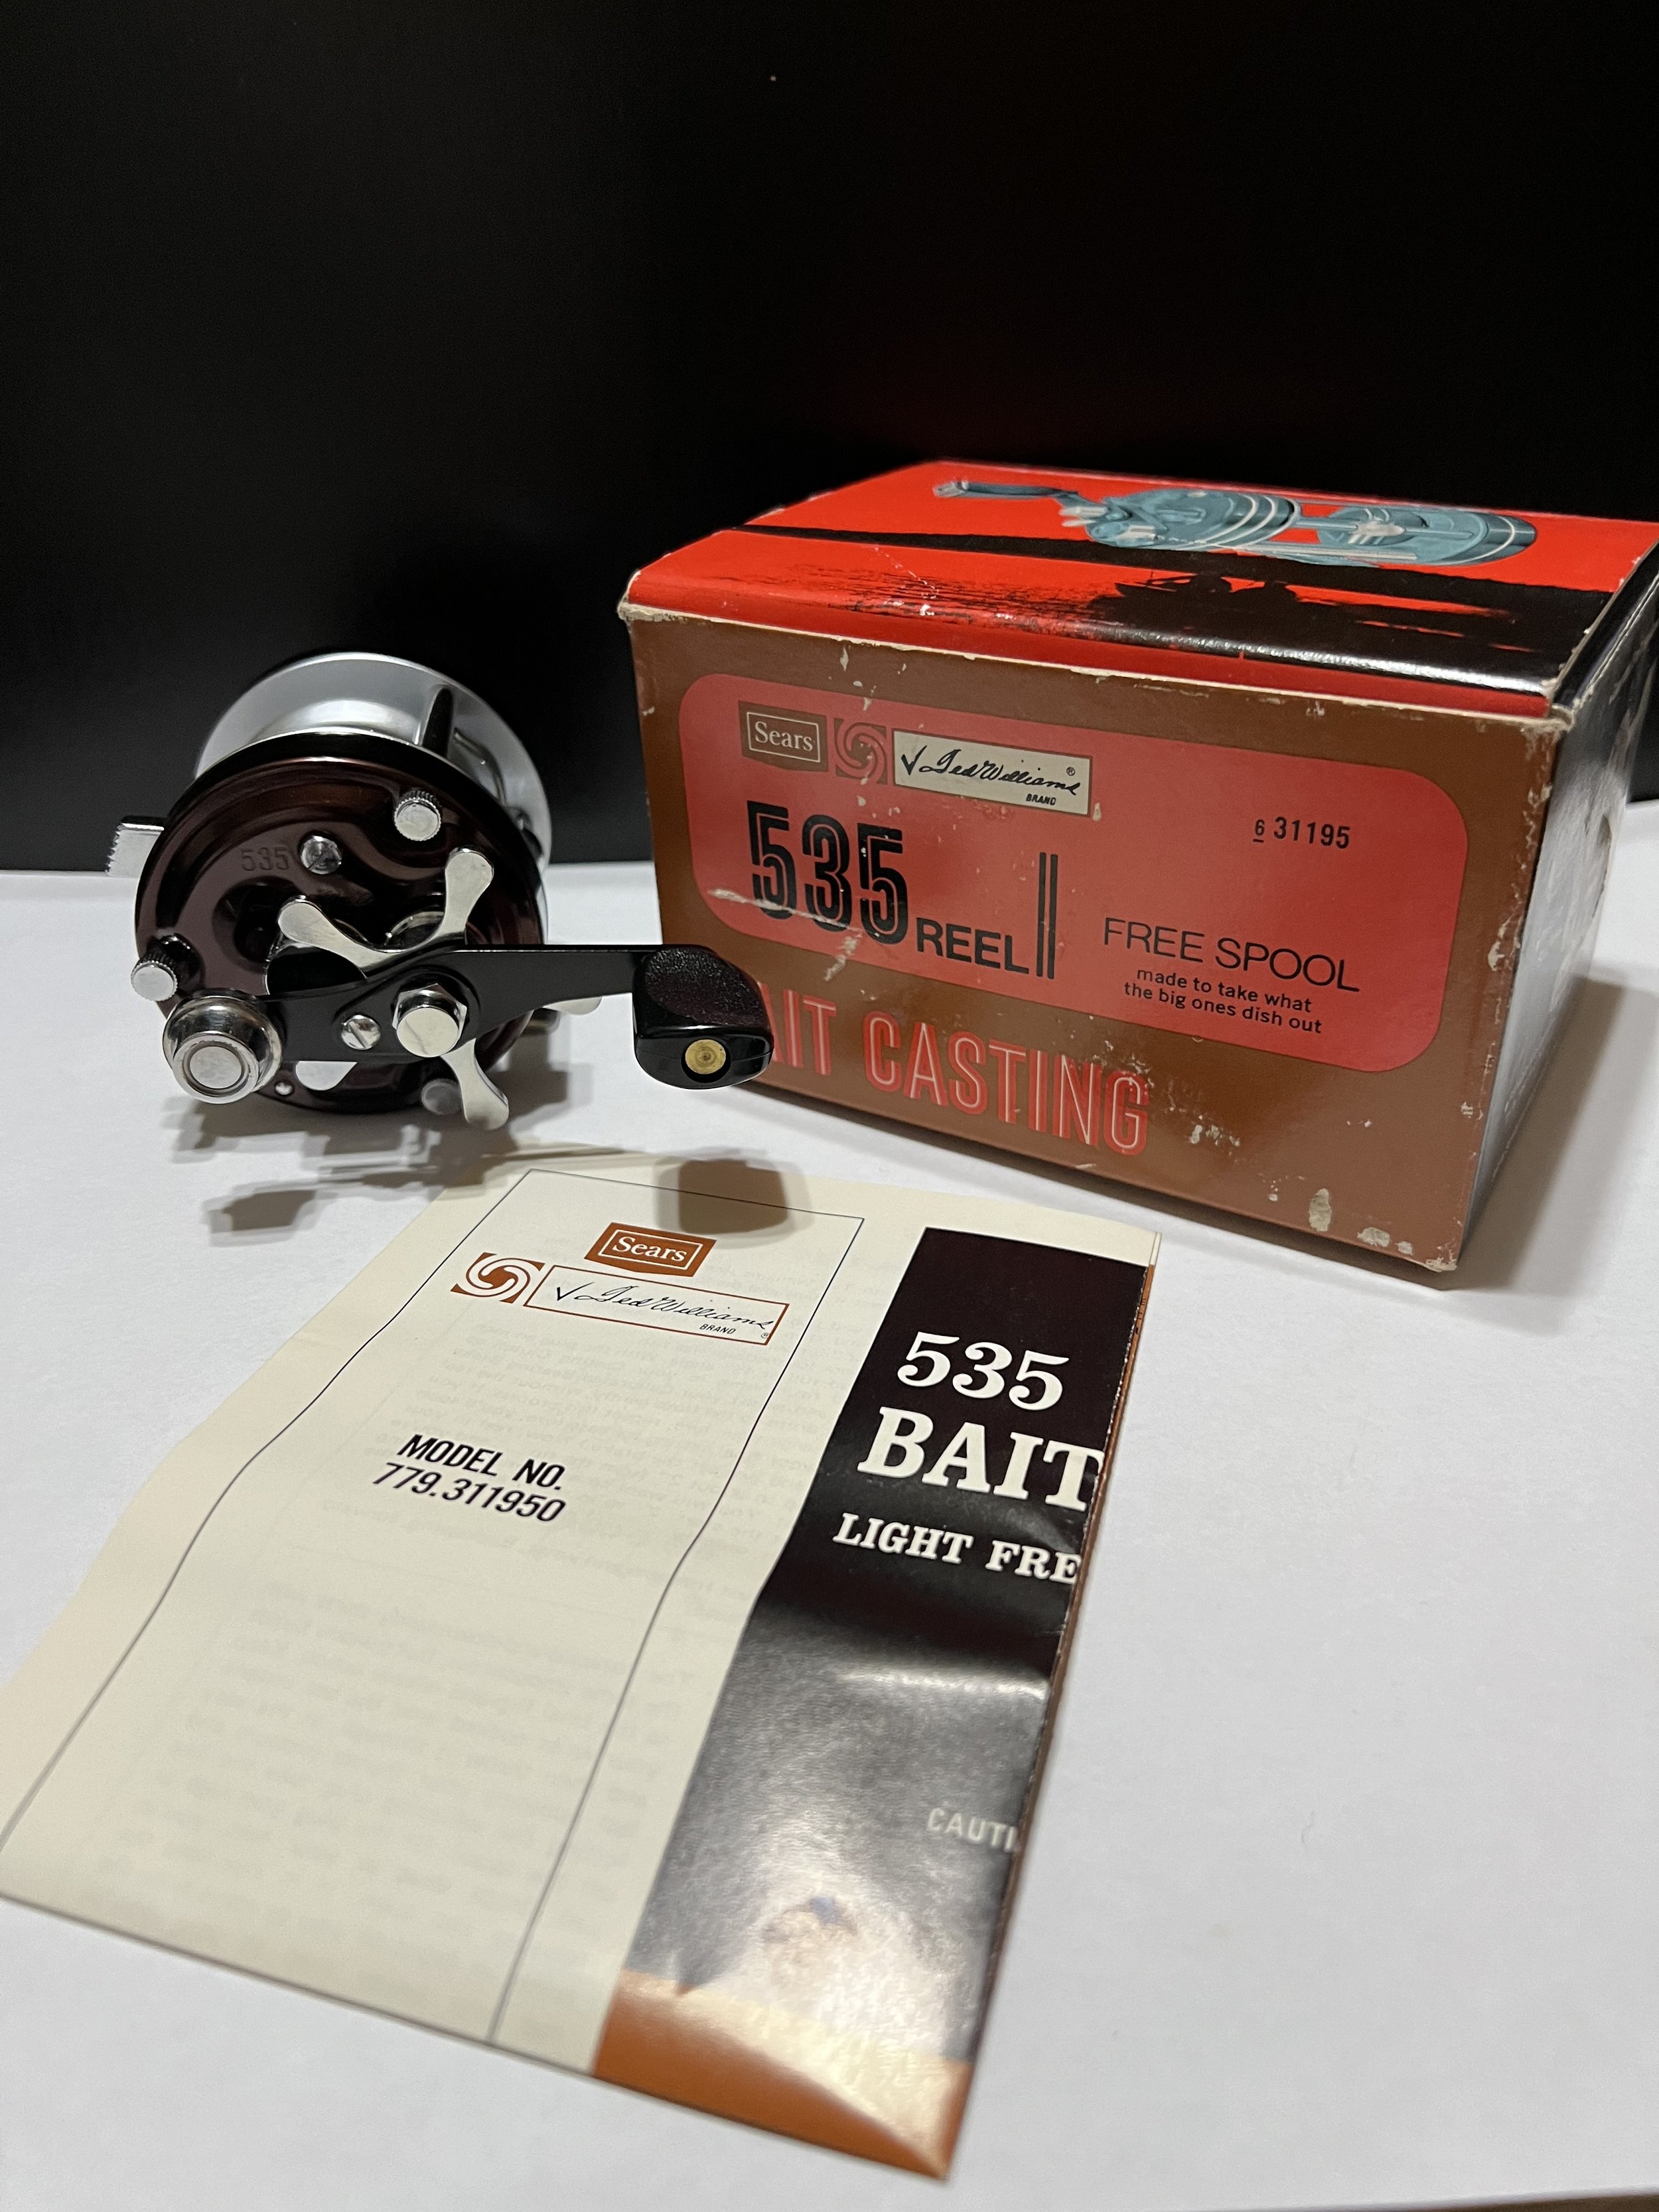 535
Sears
Ted Williams ®
BRAND
535 REEL
6 31195
FREE SPOOL
made to take what
the big ones dish out
AIT CASTING
Sears
Ted Williams
BRAND ®
MODEL NO.
779.311950
535
BAIT
LIGHT FRE
CAUTI